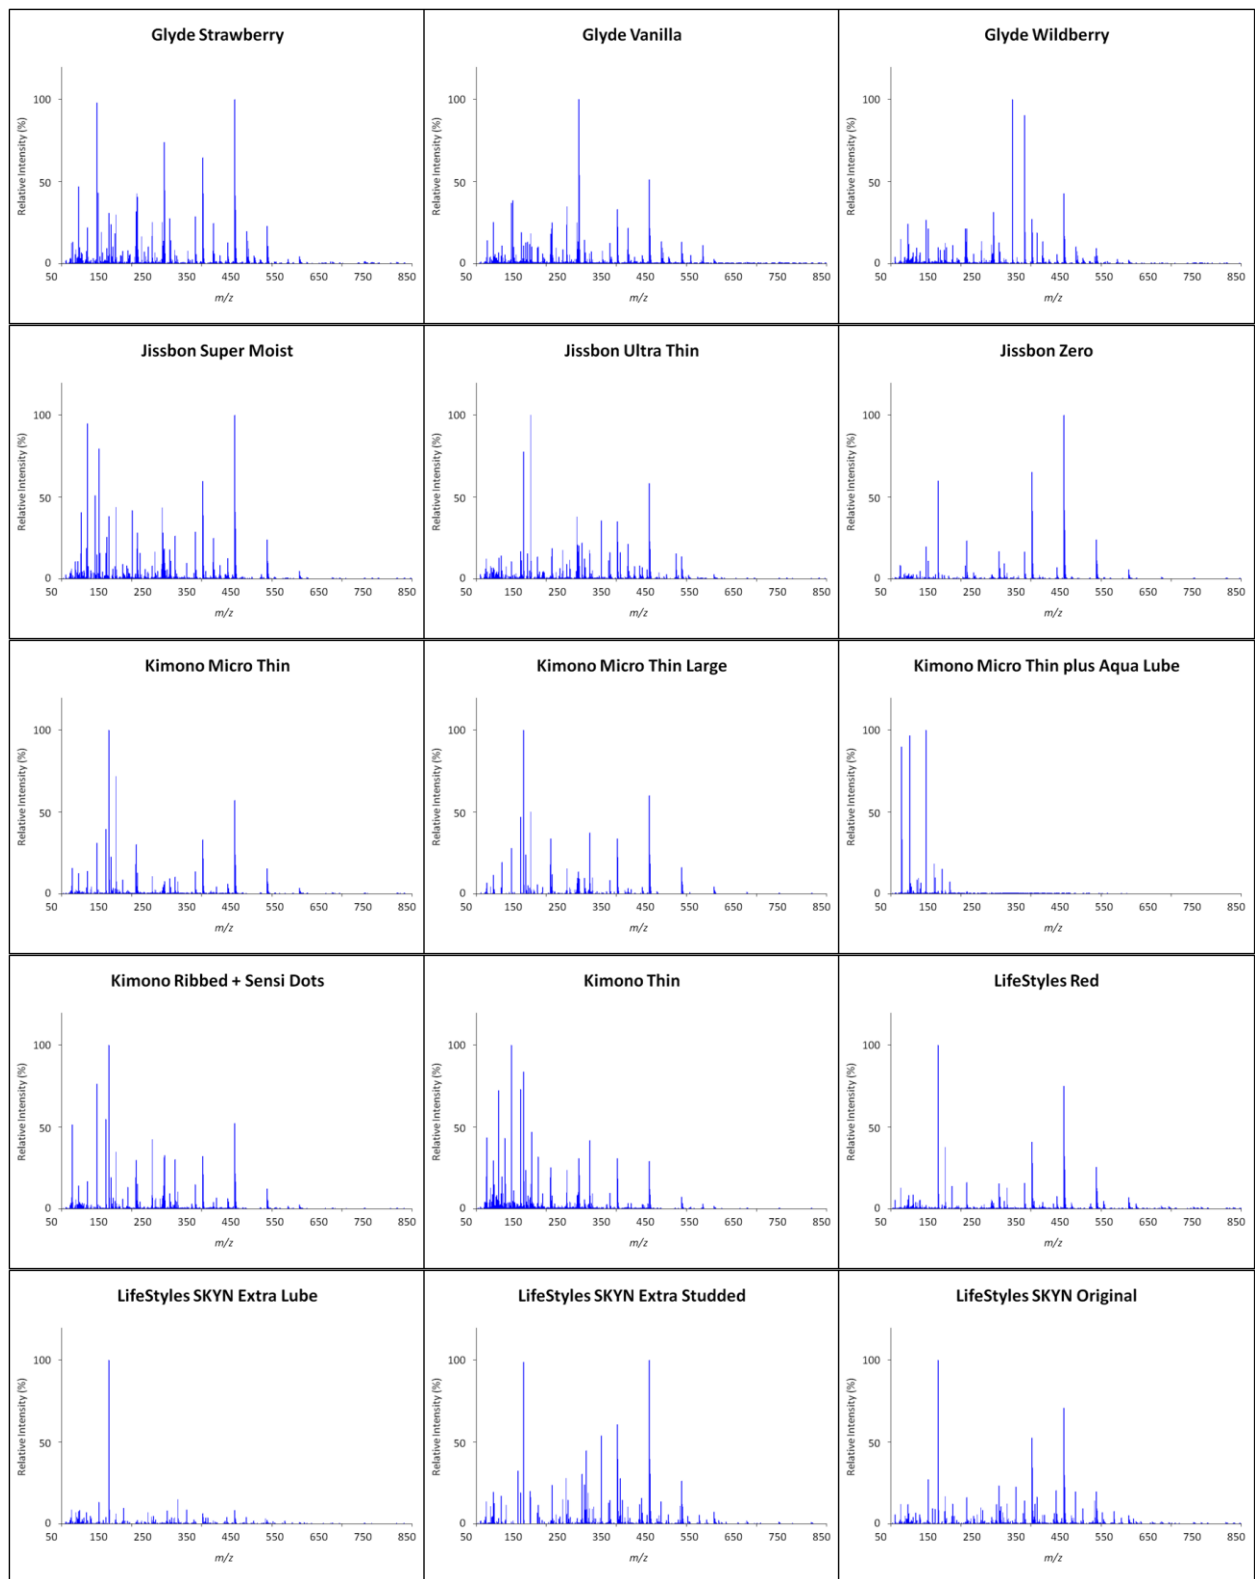 Glyde Strawberry
Relative Intensity (%)
100
50
0
50 150 250 350 450 550 650 750 850
m/z
Glyde Vanilla
Relative Intensity (%)
100
50
0
50 150 250 350 450 550 650 750 850
m/z
Glyde Wildberry
Relative Intensity (%)
100
50
0
50 150 250 350 450 550 650 750 850
m/z
Jissbon Super Moist
Relative Intensity (%)
100
50
0
50 150 250 350 450 550 650 750 850
m/z
Jissbon Ultra Thin
Relative Intensity (%)
100
50
0
50 150 250 350 450 550 650 750 850
m/z
Jissbon Zero
Relative Intensity (%)
100
50
0
50 150 250 350 450 550 650 750 850
m/z
Kimono Micro Thin
Relative Intensity (%)
100
50
0
50 150 250 350 450 550 650 750 850
m/z
Kimono Micro Thin Large
Relative Intensity (%)
100
50
0
50 150 250 350 450 550 650 750 850
m/z
Kimono Micro Thin plus Aqua Lube
Relative Intensity (%)
100
50
0
50 150 250 350 450 550 650 750 850
m/z
Kimono Ribbed + Sensi Dots
Relative Intensity (%)
100
50
0
50 150 250 350 450 550 650 750 850
m/z
Kimono Thin
Relative Intensity (%)
100
50
0
50 150 250 350 450 550 650 750 850
m/z
LifeStyles Red
Relative Intensity (%)
100
50
0
50 150 250 350 450 550 650 750 850
m/z
LifeStyles SKYN Extra Lube
Relative Intensity (%)
100
50
0
50 150 250 350 450 550 650 750 850
m/z
LifeStyles SKYN Extra Studded
Relative Intensity (%)
100
50
0
50 150 250 350 450 550 650 750 850
m/z
LifeStyles SKYN Original
Relative Intensity (%)
100
50
0
50 150 250 350 450 550 650 750 850
m/z